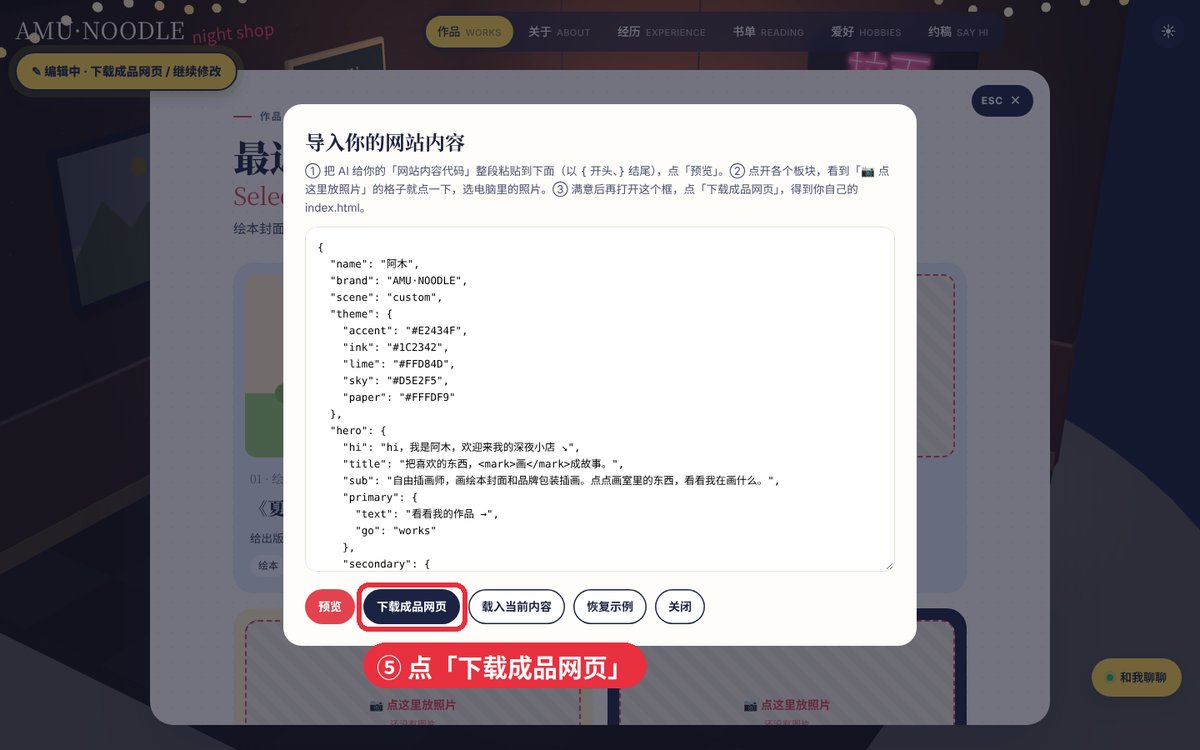 AMU·NOODLE night shop
作品 WORKS 关于 ABOUT 经历 EXPERIENCE 书单 READING 爱好 HOBBIES 约稿 SAY HI
✎ 编辑中 · 下载成品网页 / 继续修改
ESC ✕
作品
最近
Selec
绘本封面
导入你的网站内容
① 把 AI 给你的「网站内容代码」整段粘贴到下面（以 { 开头、} 结尾），点「预览」。② 点开各个板块，看到「📷 点
这里放照片」的格子就点一下，选电脑里的照片。③ 满意后再打开这个框，点「下载成品网页」，得到你自己的
index.html。
{
"name": "阿木",
"brand": "AMU·NOODLE",
"scene": "custom",
"theme": {
"accent": "#E2434F",
"ink": "#1C2342",
"lime": "#FFD84D",
"sky": "#D5E2F5",
"paper": "#FFFDF9"
},
"hero": {
"hi": "hi，我是阿木，欢迎来我的深夜小店 ↘",
"title": "把喜欢的东西，<mark>画</mark>成故事。",
"sub": "自由插画师，画绘本封面和品牌包装插画。点点画室里的东西，看看我在画什么。",
"primary": {
"text": "看看我的作品 →",
"go": "works"
},
"secondary": {
01 · 绘
《夏
给出版
绘本
预览 下载成品网页 载入当前内容 恢复示例 关闭
⑤ 点「下载成品网页」
和我聊聊
📷 点这里放照片 📷 点这里放照片
还没有图片 还没有图片